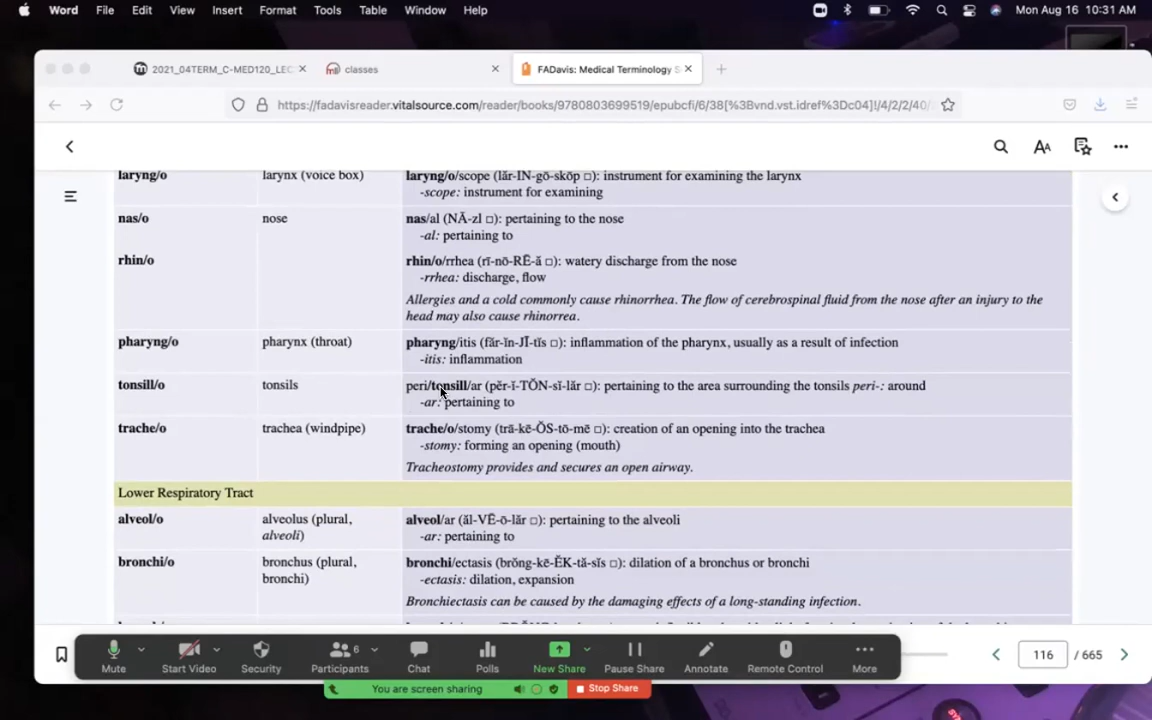 Word File Edit View Insert Format Tools Table Window Help Mon Aug 16 10:31 AM
2021_04TERM_C-MED120_LEC classes FADavis: Medical Terminology S
https://fadavisreader.vitalsource.com/reader/books/9780803699519/epubcfi/6/38[%3Bvnd.vst.idref%3Dc04]!/4/2/2/40/
AA
laryng/o larynx (voice box) laryng/o/scope (lăr-ĬN-gō-skōp □): instrument for examining the larynx
-scope: instrument for examining
nas/o nose nas/al (NĀ-zl □): pertaining to the nose
-al: pertaining to
rhin/o rhin/o/rrhea (rī-nō-RĒ-ă □): watery discharge from the nose
-rrhea: discharge, flow
Allergies and a cold commonly cause rhinorrhea. The flow of cerebrospinal fluid from the nose after an injury to the
head may also cause rhinorrea.
pharyng/o pharynx (throat) pharyng/itis (făr-ĭn-JĪ-tĭs □): inflammation of the pharynx, usually as a result of infection
-itis: inflammation
tonsill/o tonsils peri/tonsill/ar (pĕr-ĭ-TŎN-sĭ-lăr □): pertaining to the area surrounding the tonsils peri-: around
-ar: pertaining to
trache/o trachea (windpipe) trache/o/stomy (trā-kē-ŎS-tō-mē □): creation of an opening into the trachea
-stomy: forming an opening (mouth)
Tracheostomy provides and secures an open airway.
Lower Respiratory Tract
alveol/o alveolus (plural, alveol/ar (ăl-VĒ-ō-lăr □): pertaining to the alveoli
alveoli) -ar: pertaining to
bronchi/o bronchus (plural, bronchi/ectasis (brŏng-kē-ĔK-tă-sĭs □): dilation of a bronchus or bronchi
bronchi) -ectasis: dilation, expansion
Bronchiectasis can be caused by the damaging effects of a long-standing infection.
6
Mute Start Video Security Participants Chat Polls New Share Pause Share Annotate Remote Control More
116 / 665
You are screen sharing Stop Share